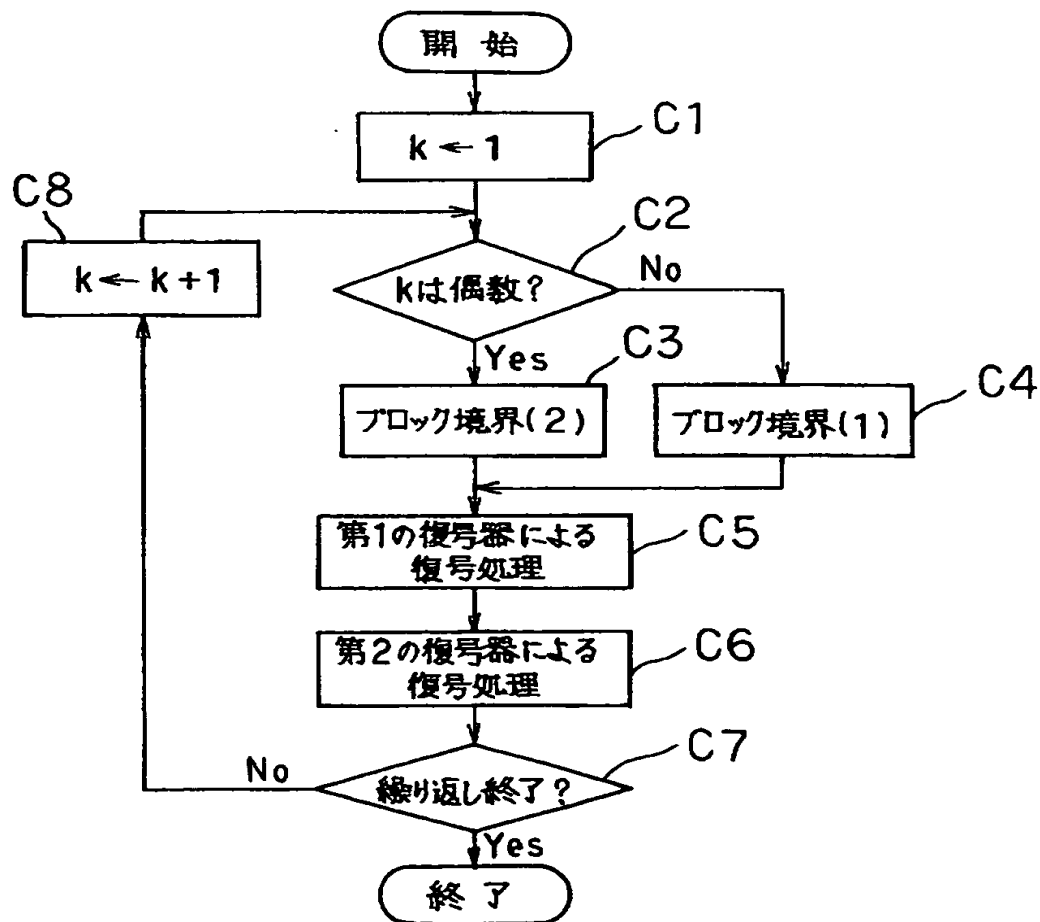 開始
C1
k ← 1
C8
k ← k + 1
C2
kは偶数?
No
Yes
C3
ブロック境界(2)
C4
ブロック境界(1)
第1の復号器による
復号処理
C5
第2の復号器による
復号処理
C6
C7
繰り返し終了?
No
Yes
終了